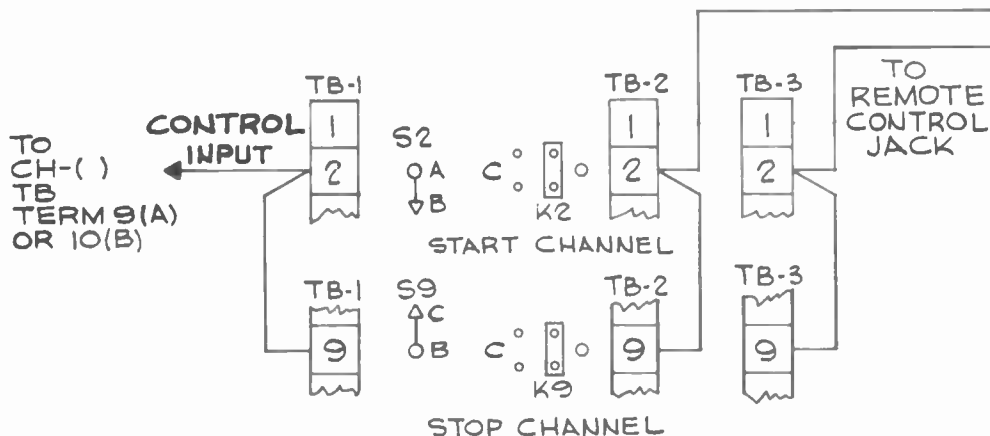 TB-1
TB-2
TB-3
TO
REMOTE
CONTROL
JACK
TO
CH-( )
TB
TERM 9(A)
OR 10(B)
CONTROL
INPUT
1
2
S2
A
B
C
K2
1
2
1
2
START CHANNEL
TB-1
TB-2
TB-3
S9
C
B
C
K9
9
9
9
STOP CHANNEL